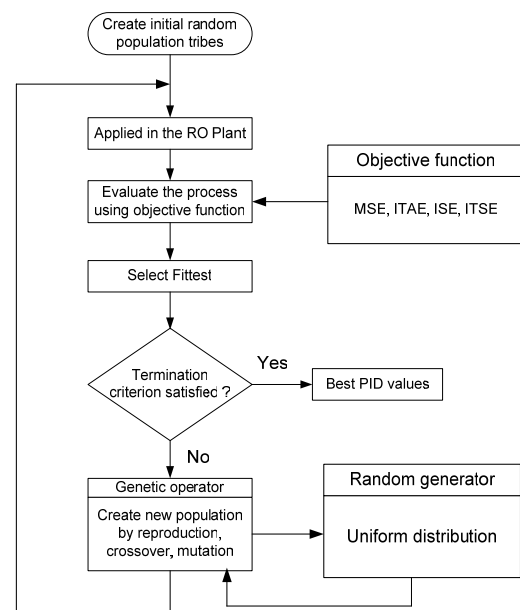 Create initial random
population tribes
Applied in the RO Plant
Evaluate the process
using objective function
Objective function
MSE, ITAE, ISE, ITSE
Select Fittest
Termination
criterion satisfied ?
Yes
Best PID values
No
Genetic operator
Create new population
by reproduction,
crossover, mutation
Random generator
Uniform distribution